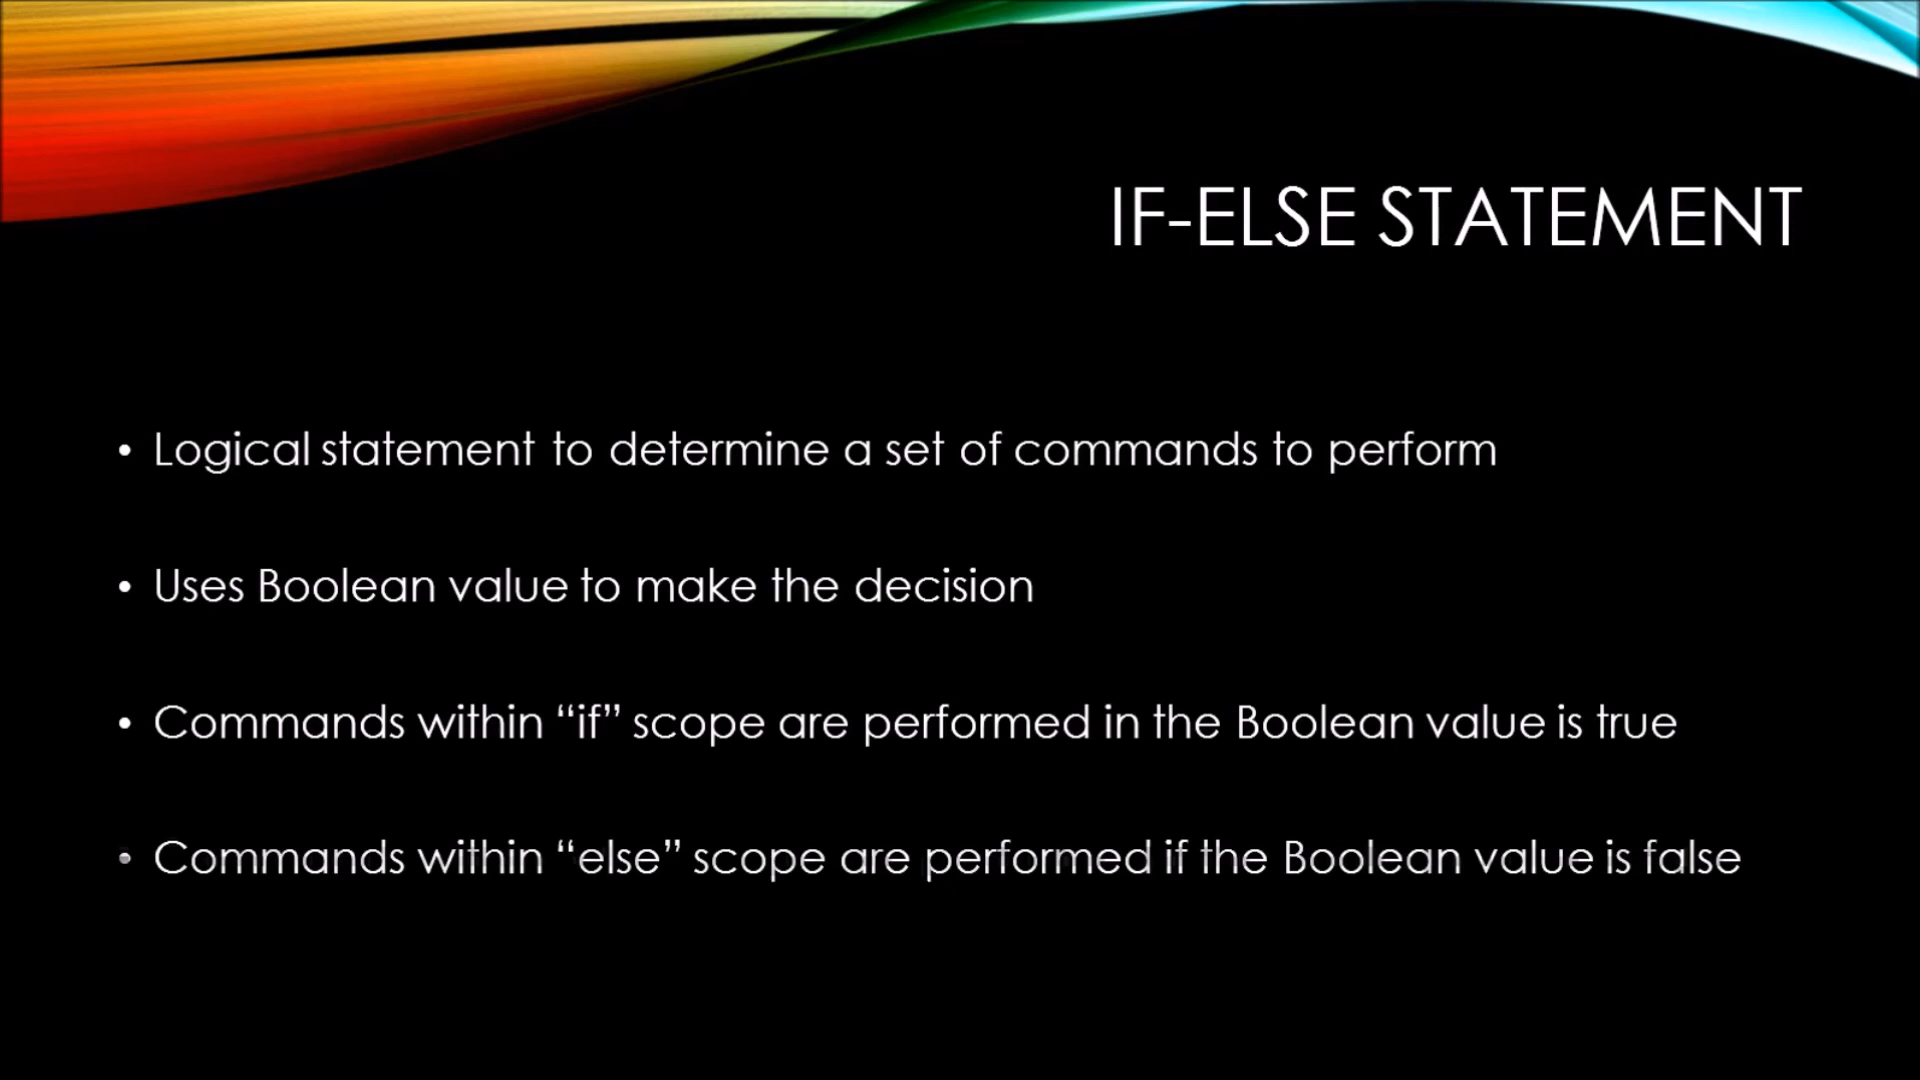 IF-ELSE STATEMENT
• Logical statement to determine a set of commands to perform
• Uses Boolean value to make the decision
• Commands within “if” scope are performed in the Boolean value is true
• Commands within “else” scope are performed if the Boolean value is false